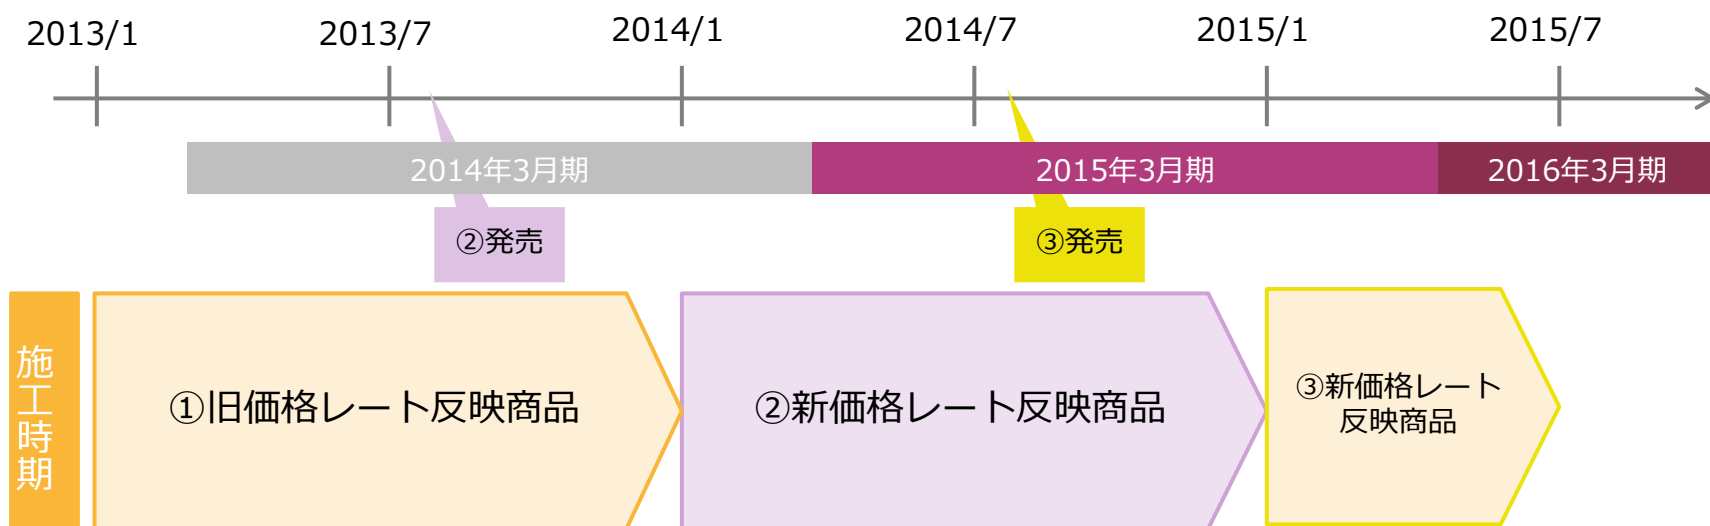 2013/1
2013/7
2014/1
2014/7
2015/1
2015/7
2014年3月期
2015年3月期
2016年3月期
②発売
③発売
施工時期
①旧価格レート反映商品
②新価格レート反映商品
③新価格レート
反映商品